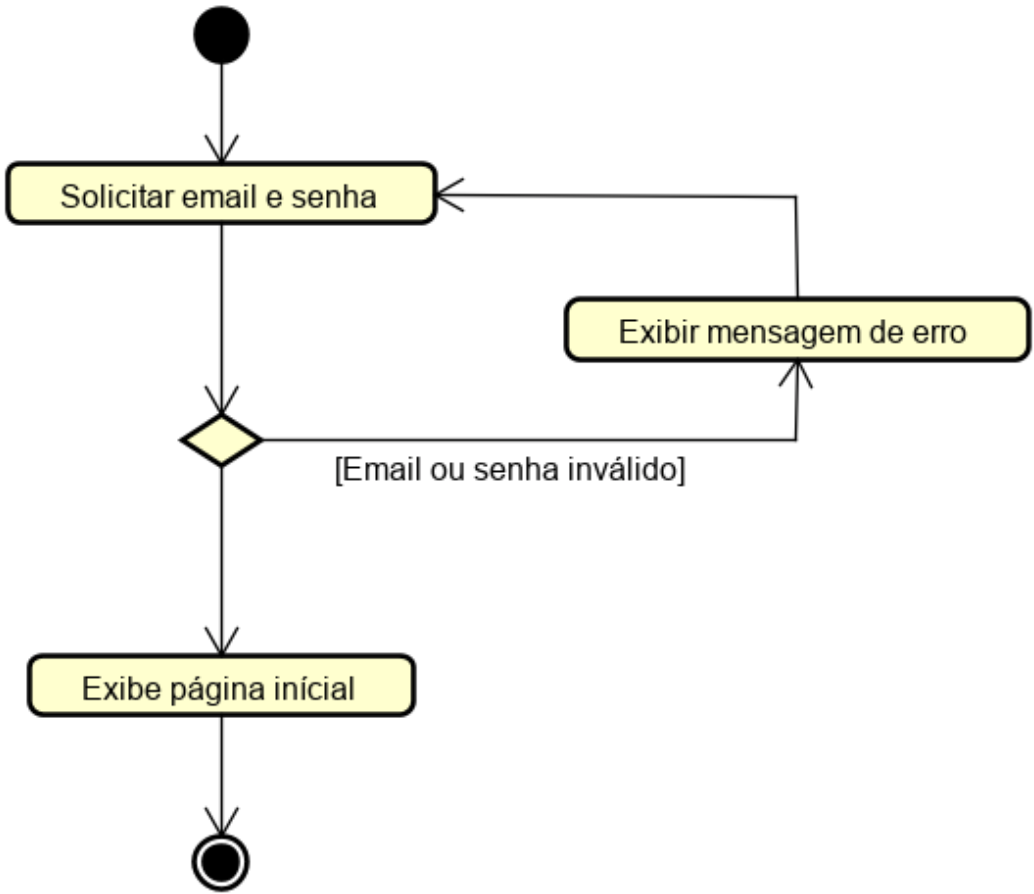 Solicitar email e senha
Exibir mensagem de erro
[Email ou senha inválido]
Exibe página inícial